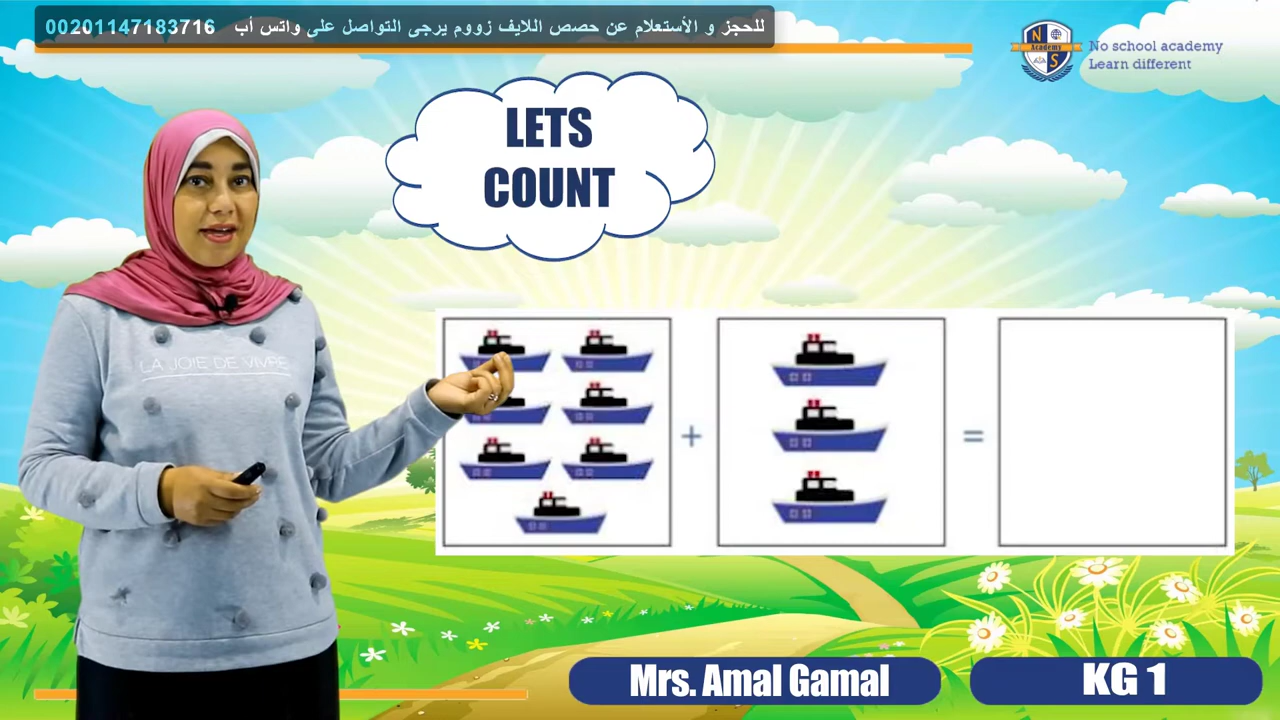 للحجز و الأستعلام عن حصص اللايف زووم يرجى التواصل على واتس أب 00201147183716
N
Academy
S
No school academy
Learn different
LETS
COUNT
LA JOIE DE VIVRE
+
=
Mrs. Amal Gamal
KG 1